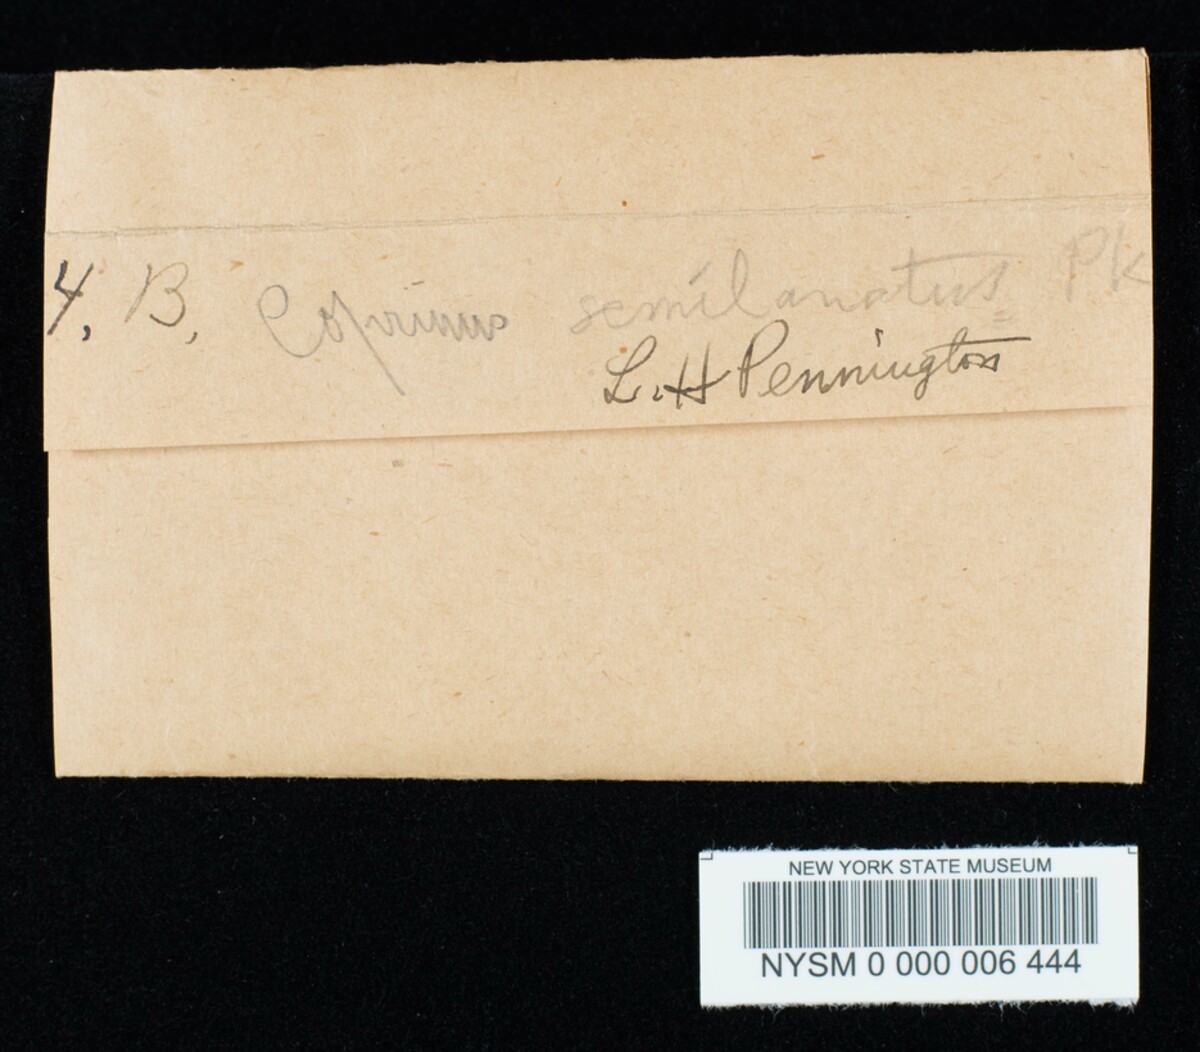 4. B. Coprinus semilanatus Pk
L. H Pennington
NEW YORK STATE MUSEUM
NYSM 0 000 006 444